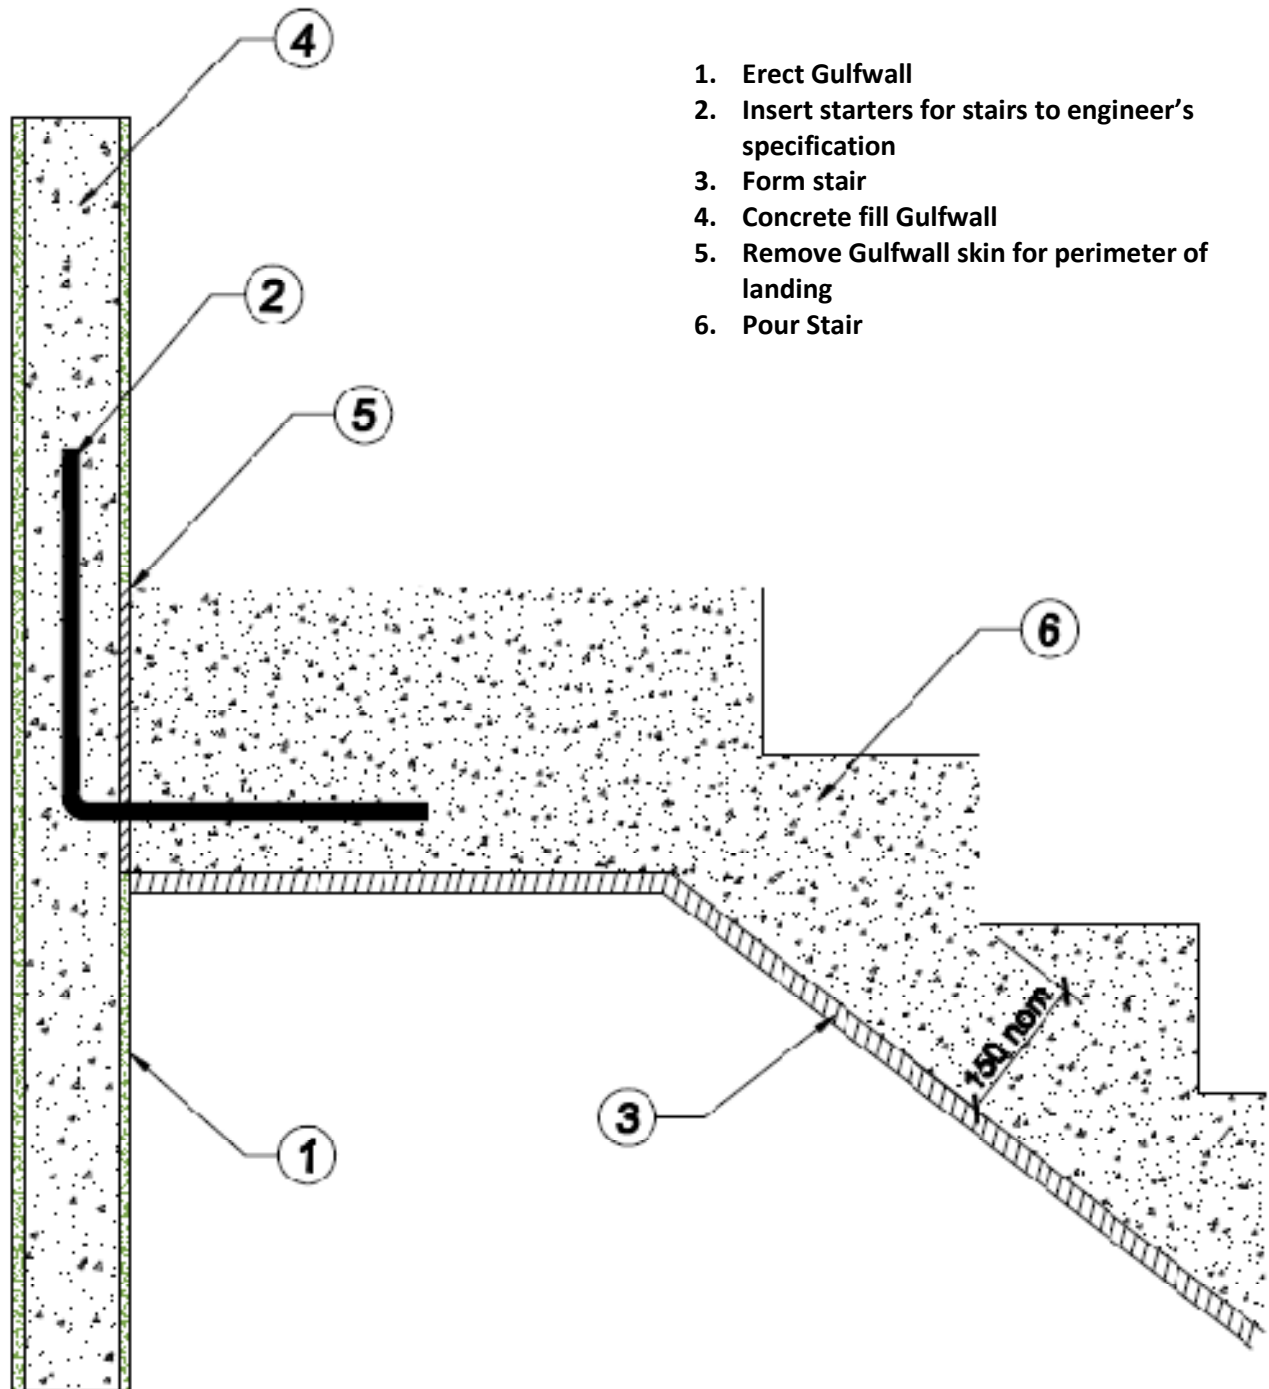 4
1. Erect Gulfwall
2. Insert starters for stairs to engineer’s
specification
3. Form stair
4. Concrete fill Gulfwall
5. Remove Gulfwall skin for perimeter of
landing
6. Pour Stair
2
5
6
150 nom
3
1